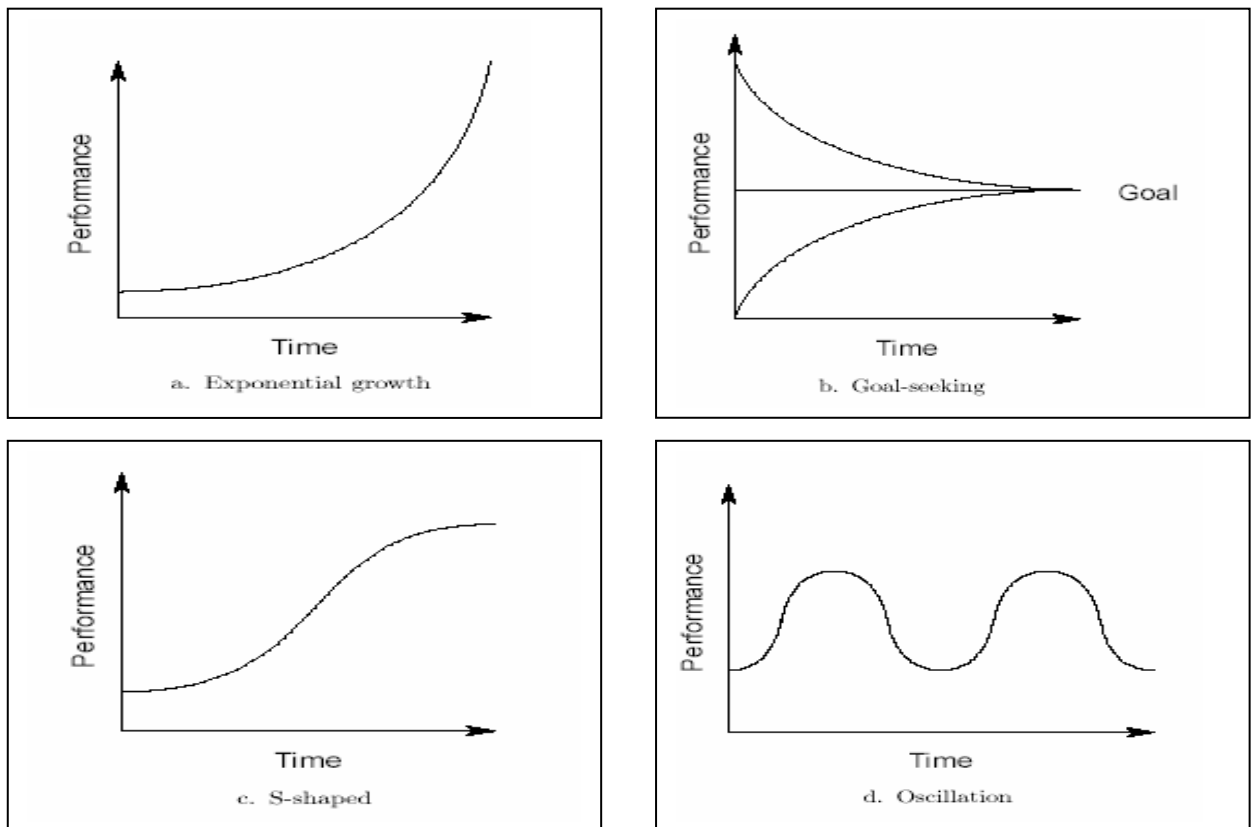 Performance
Time
a. Exponential growth
Performance
Goal
Time
b. Goal-seeking
Performance
Time
c. S-shaped
Performance
Time
d. Oscillation